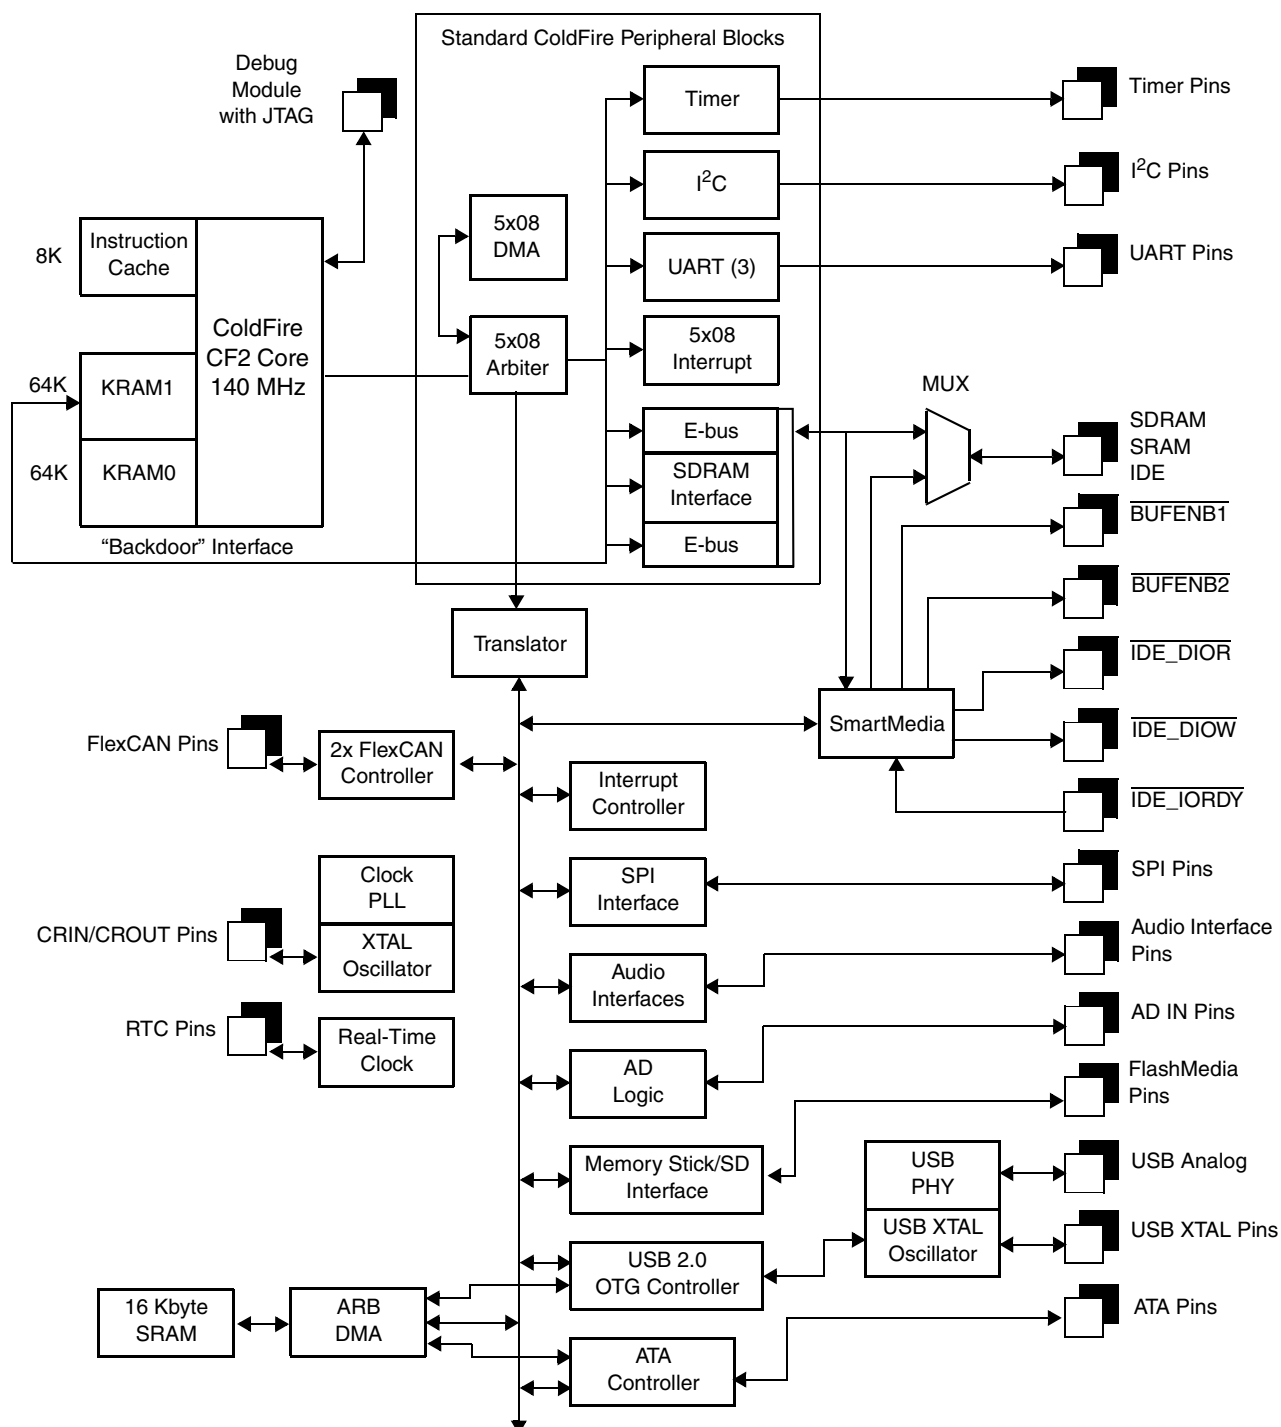 Standard ColdFire Peripheral Blocks
Debug
Module
with JTAG
Timer
Timer Pins
I²C
I²C Pins
5x08
DMA
UART (3)
UART Pins
8K
Instruction
Cache
ColdFire
CF2 Core
140 MHz
5x08
Arbiter
5x08
Interrupt
64K
KRAM1
64K
KRAM0
"Backdoor" Interface
E-bus
SDRAM
Interface
E-bus
MUX
SDRAM
SRAM
IDE
BUFENB1
BUFENB2
IDE_DIOR
IDE_DIOW
IDE_IORDY
Translator
SmartMedia
FlexCAN Pins
2x FlexCAN
Controller
Interrupt
Controller
Clock
PLL
SPI
Interface
SPI Pins
CRIN/CROUT Pins
XTAL
Oscillator
Audio
Interfaces
Audio Interface
Pins
RTC Pins
Real-Time
Clock
AD
Logic
AD IN Pins
FlashMedia
Pins
Memory Stick/SD
Interface
USB
PHY
USB Analog
USB XTAL
Oscillator
USB XTAL Pins
USB 2.0
OTG Controller
16 Kbyte
SRAM
ARB
DMA
ATA
Controller
ATA Pins